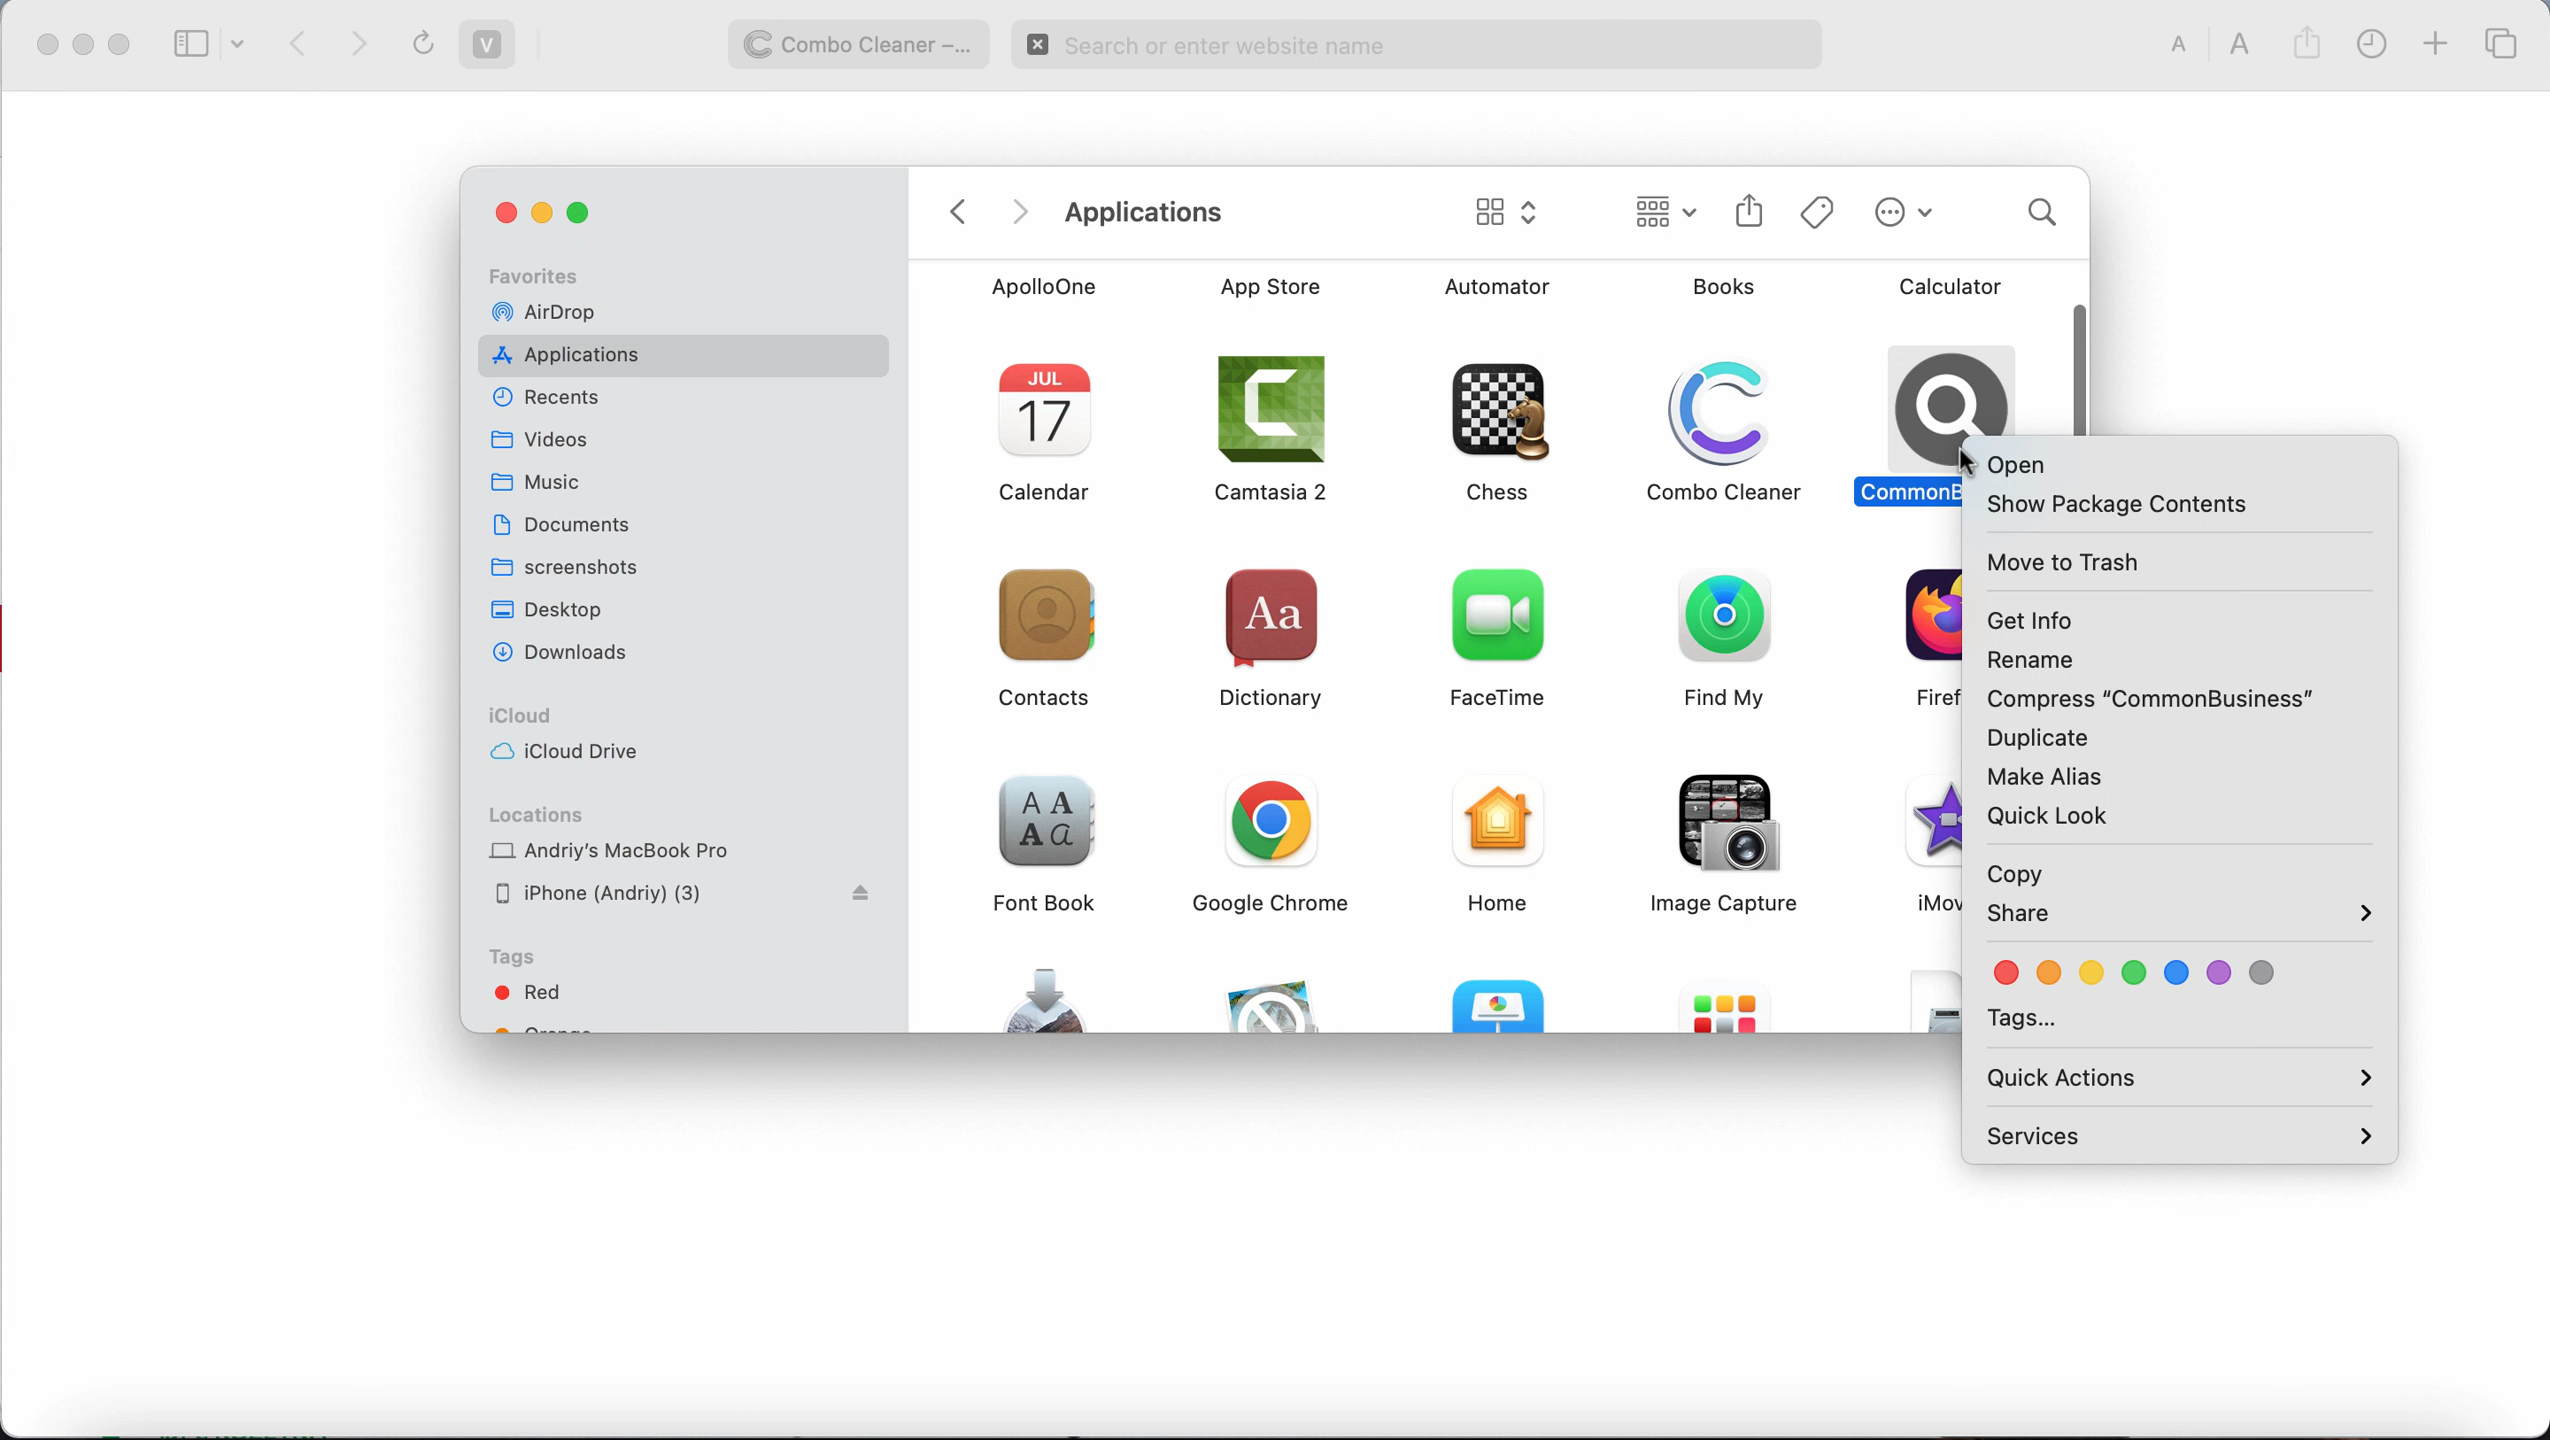 V
Combo Cleaner –...
Search or enter website name
A
A
Applications
Favorites
AirDrop
Applications
Recents
Videos
Music
Documents
screenshots
Desktop
Downloads
iCloud
iCloud Drive
Locations
Andriy's MacBook Pro
iPhone (Andriy) (3)
Tags
Red
ApolloOne
App Store
Automator
Books
Calculator
JUL
17
Calendar
Camtasia 2
Chess
Combo Cleaner
CommonB
Contacts
Aa
Dictionary
FaceTime
Find My
Firef
A A
A a
Font Book
Google Chrome
Home
Image Capture
iMov
Open
Show Package Contents
Move to Trash
Get Info
Rename
Compress “CommonBusiness”
Duplicate
Make Alias
Quick Look
Copy
Share
Tags...
Quick Actions
Services